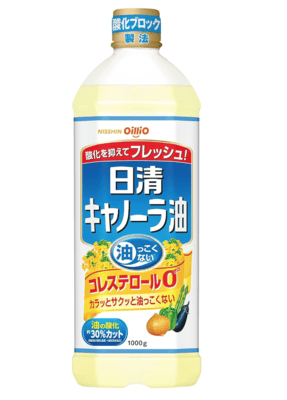 酸化ブロック
製法
NISSHIN OilliO
酸化を抑えてフレッシュ!
日清
キャノーラ油
油っこくない
コレステロール0
カラッとサクッと油っこくない
油の酸化
約30%カット
1000g